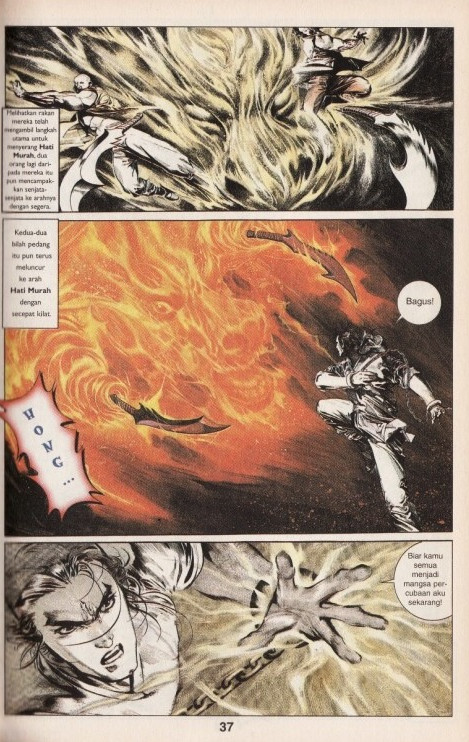 Melihatkan rakan
mereka telah
mengambil langkah
utama untuk
menyerang Hati
Murah, dua
orang lagi dari-
pada mereka itu
pun mencampak-
kan senjata-
senjata ke arahnya
dengan segera.
Kedua-dua
bilah pedang
itu pun terus
meluncur
ke arah
Hati Murah
dengan
secepat kilat.
Bagus!
WONG...
Biar kamu
semua
menjadi
mangsa per-
cubaan aku
sekarang!
37